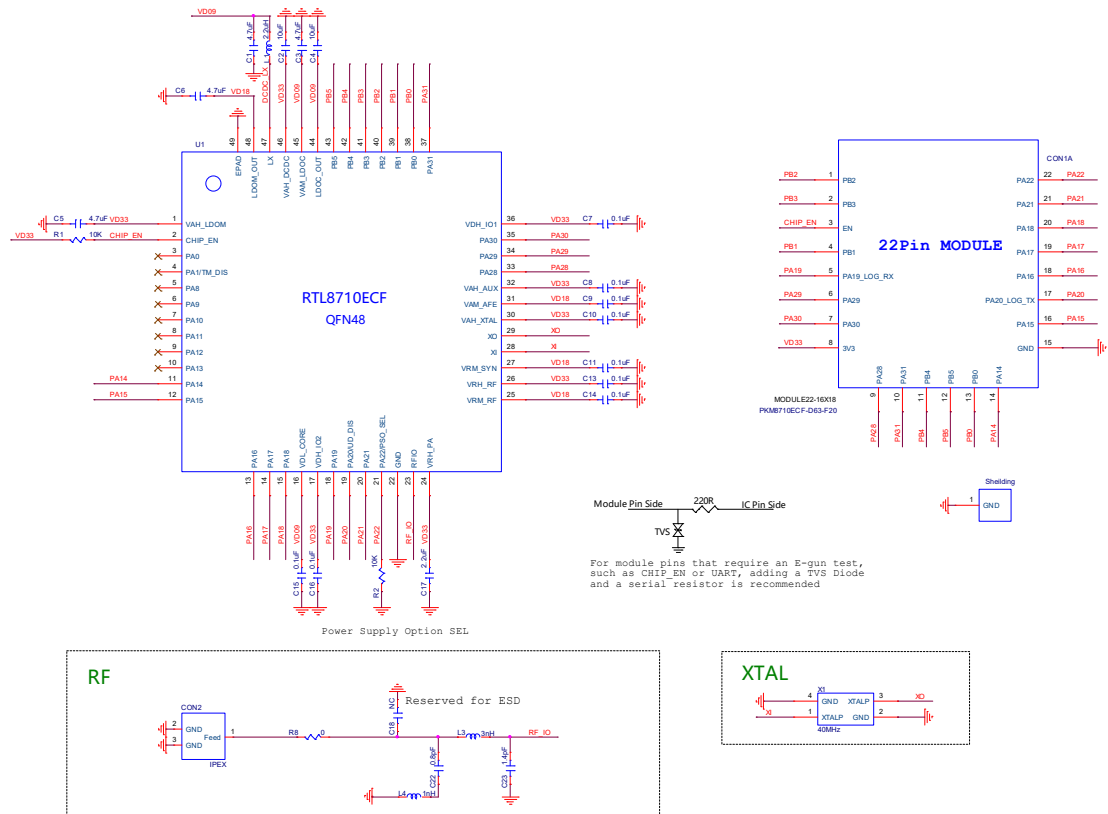 VD09
C1 4.7uF
L1 2.2uH
C2 10uF
C3 4.7uF
C4 10uF
C6 4.7uF VD18
DCDC_LX
VD33
VD09
VD09
PB5
PB4
PB3
PB2
PB1
PB0
PA31
U1
49 EPAD
48 LDOM_OUT
47 LX
46 VAH_DCDC
45 VAM_LDOC
44 LDOC_OUT
43 PB5
42 PB4
41 PB3
40 PB2
39 PB1
38 PB0
37 PA31
C5 4.7uF VD33 1 VAH_LDOM
VD33 R1 10K CHIP_EN 2 CHIP_EN
3 PA0
4 PA1/TM_DIS
5 PA8
6 PA9
7 PA10
8 PA11
9 PA12
10 PA13
PA14 11 PA14
PA15 12 PA15
RTL8710ECF
QFN48
VDH_IO1 36 VD33 C7 0.1uF
PA30 35 PA30
PA29 34 PA29
PA28 33 PA28
VAH_AUX 32 VD33 C8 0.1uF
VAM_AFE 31 VD18 C9 0.1uF
VAH_XTAL 30 VD33 C10 0.1uF
XO 29 XO
XI 28 XI
VRM_SYN 27 VD18 C11 0.1uF
VRH_RF 26 VD33 C13 0.1uF
VRM_RF 25 VD18 C14 0.1uF
PA16 13 PA16
PA17 14 PA17
PA18 15 PA18
VDL_CORE 16 VD09 C15 0.1uF
VDH_IO2 17 VD33 C16 0.1uF
PA19 18 PA19
PA20/UD_DIS 19 PA20
PA21 20 PA21
PA22/PSO_SEL 21 PA22 R2 10K
GND 22
RFIO 23 RF_IO
VRH_PA 24 VD33 C17 2.2uF
Power Supply Option SEL
CON1A
22Pin MODULE
PB2 1 PB2
PB3 2 PB3
CHIP_EN 3 EN
PB1 4 PB1
PA19 5 PA19_LOG_RX
PA29 6 PA29
PA30 7 PA30
VD33 8 3V3
PA22 22 PA22
PA21 21 PA21
PA18 20 PA18
PA17 19 PA17
PA16 18 PA16
PA20_LOG_TX 17 PA20
PA15 16 PA15
GND 15
PA28 9 PA28
PA31 10 PA31
PB4 11 PB4
PB5 12 PB5
PB0 13 PB0
PA14 14 PA14
MODULE22-16X18
PKM8710ECF-D63-F20
Sheilding
1 GND
Module Pin Side 220R IC Pin Side
TVS
For module pins that require an E-gun test,
such as CHIP_EN or UART, adding a TVS Diode
and a serial resistor is recommended
RF
CON2
2 GND
3 GND
Feed 1
IPEX
R8 0
C18 NC
Reserved for ESD
L3 3nH RF_IO
C22 0.8pF
L4 1nH
C23 1.4pF
XTAL
X1
4 GND XTALP 3 XO
XI 1 XTALP GND 2
40MHz